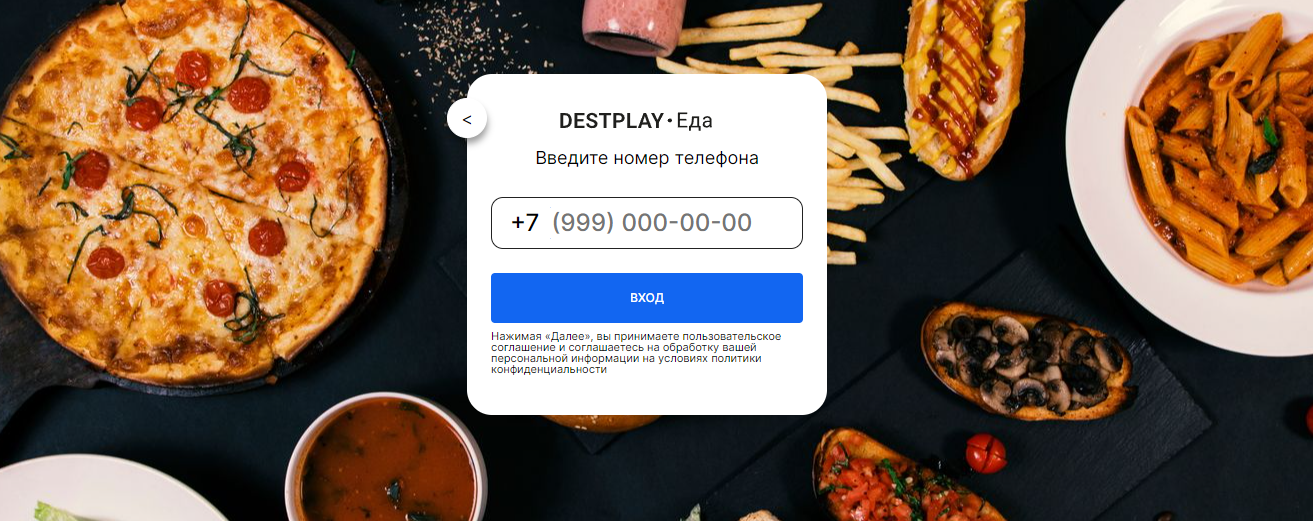 <
DESTPLAY·Еда
Введите номер телефона
+7 (999) 000-00-00
ВХОД
Нажимая «Далее», вы принимаете пользовательское
соглашение и соглашаетесь на обработку вашей
персональной информации на условиях политики
конфиденциальности